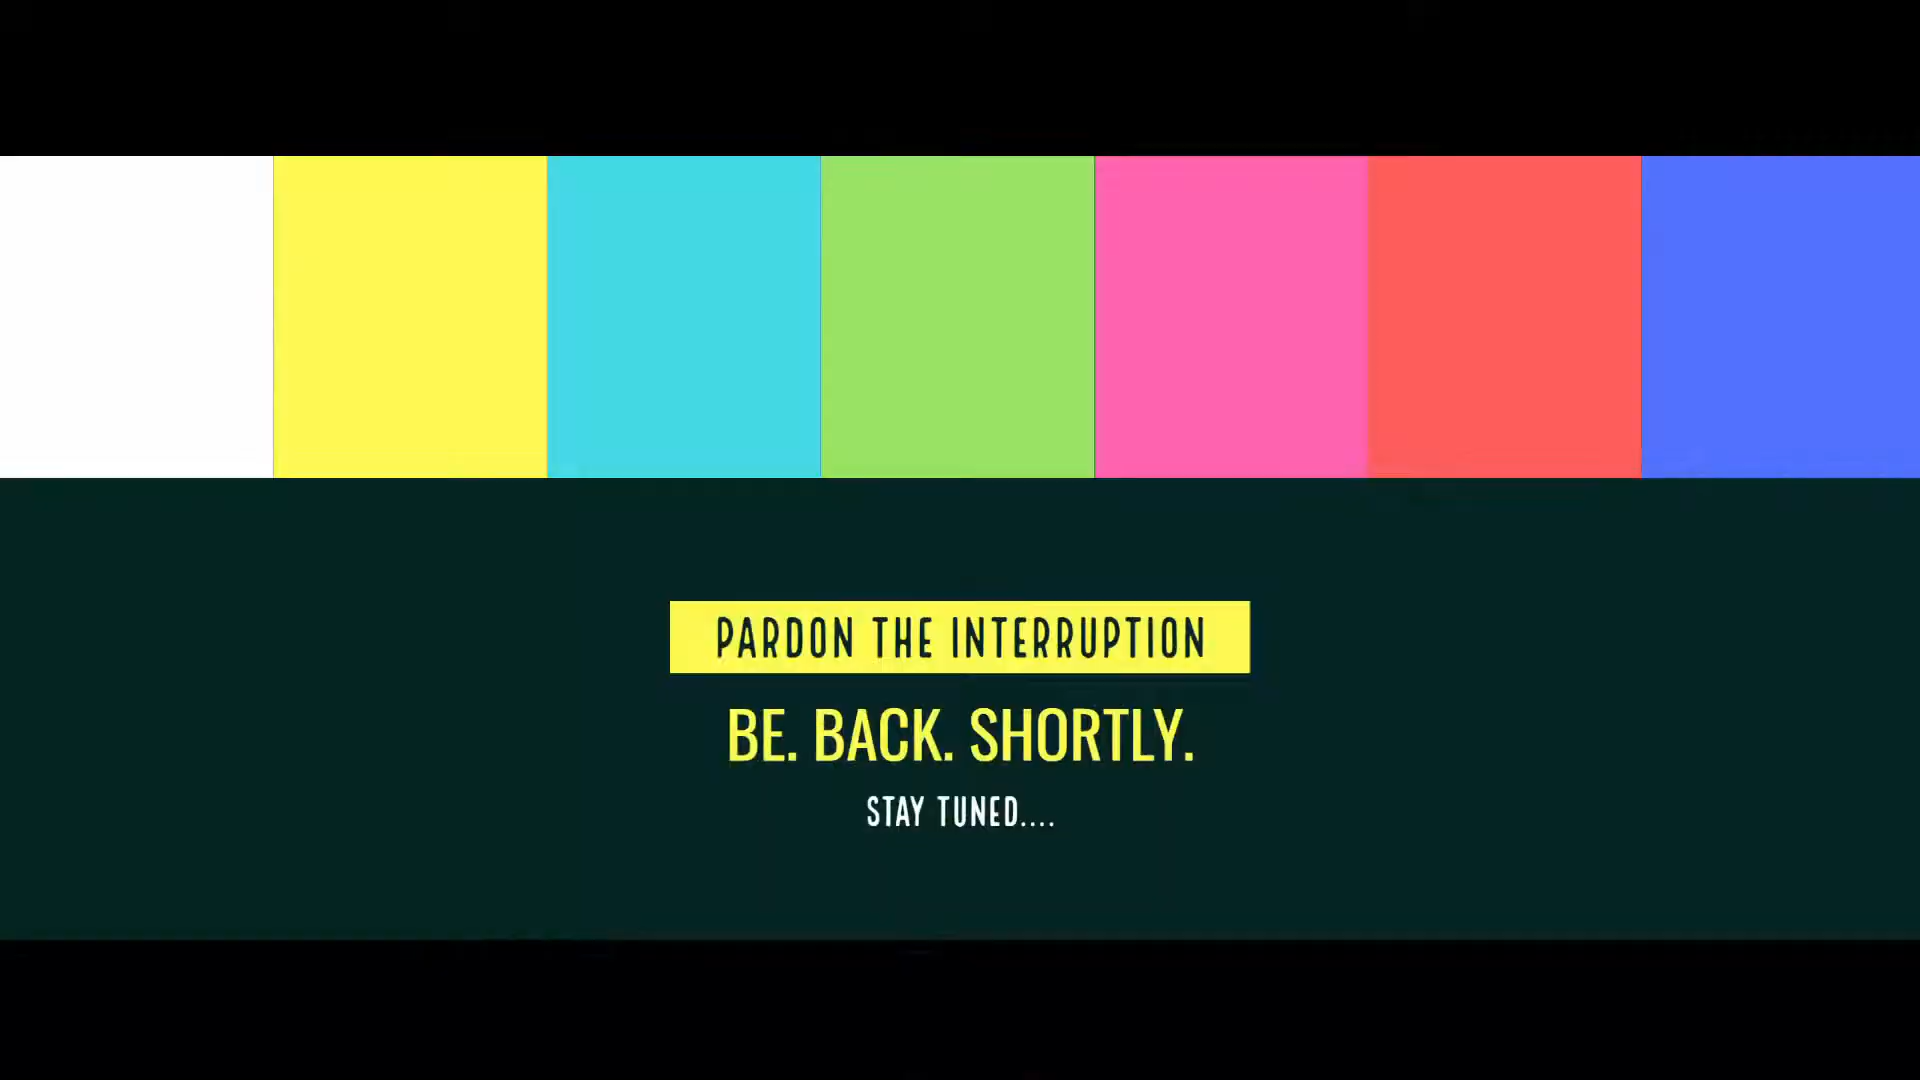 PARDON THE INTERRUPTION
BE. BACK. SHORTLY.
STAY TUNED....